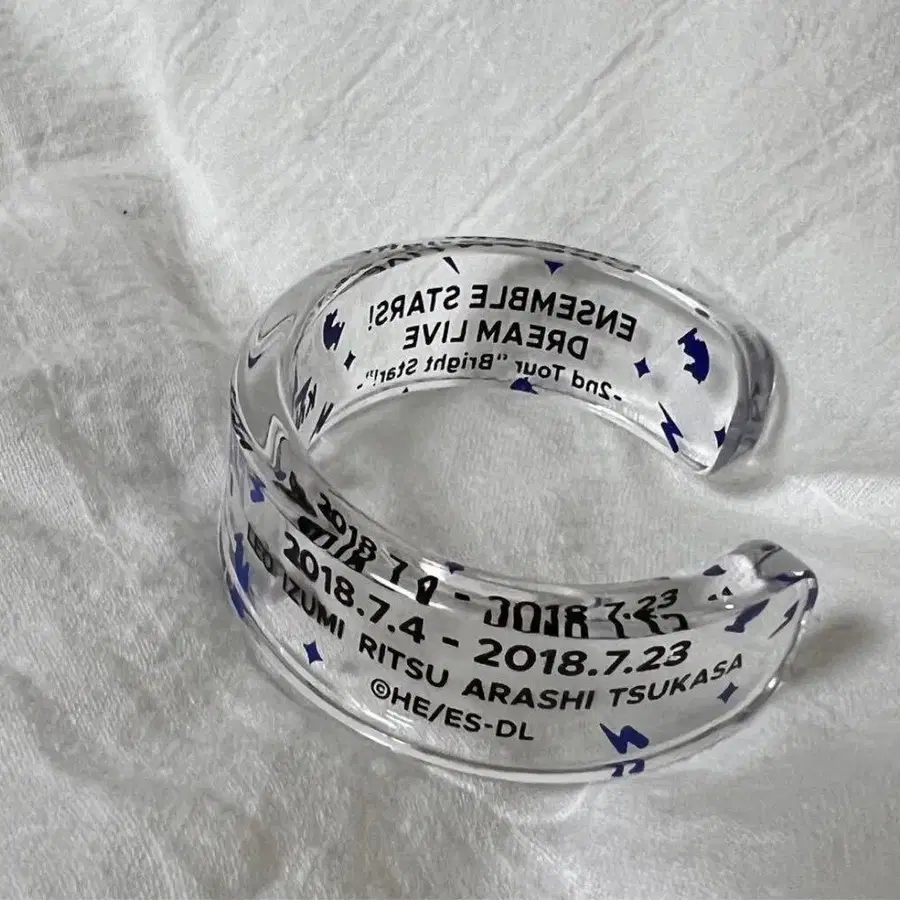 ENSEMBLE STARS!
DREAM LIVE
-2nd Tour "Bright Star!"-
2018.7.4 - 2018.7.23
LEO IZUMI RITSU ARASHI TSUKASA
©HE/ES-DL